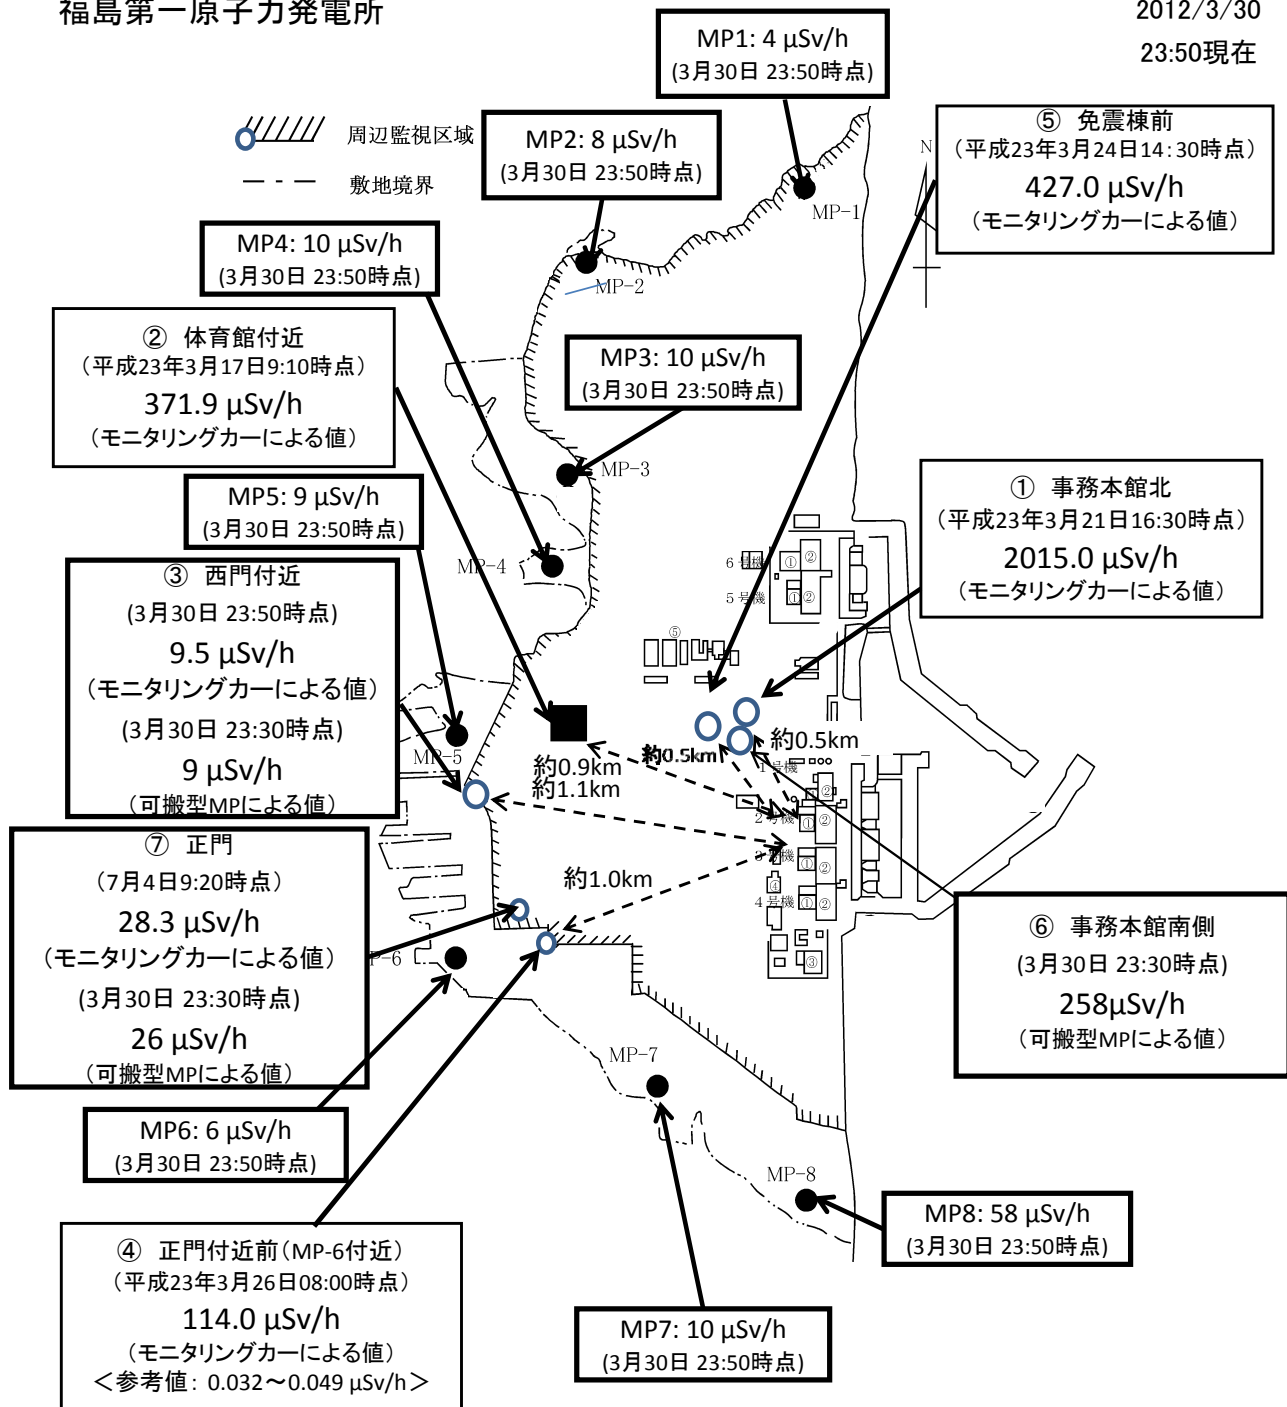 福島第一原子力発電所
2012/3/30
23:50現在
MP1: 4 μSv/h
(3月30日 23:50時点)
周辺監視区域
敷地境界
MP2: 8 μSv/h
(3月30日 23:50時点)
⑤ 免震棟前
（平成23年3月24日14:30時点）
427.0 μSv/h
（モニタリングカーによる値）
N
MP-1
MP4: 10 μSv/h
(3月30日 23:50時点)
MP-2
② 体育館付近
（平成23年3月17日9:10時点）
371.9 μSv/h
（モニタリングカーによる値）
MP3: 10 μSv/h
(3月30日 23:50時点)
MP-3
MP5: 9 μSv/h
(3月30日 23:50時点)
① 事務本館北
（平成23年3月21日16:30時点）
2015.0 μSv/h
（モニタリングカーによる値）
MP-4
6号機
①
②
5号機
①
②
⑤
③ 西門付近
(3月30日 23:50時点)
9.5 μSv/h
（モニタリングカーによる値）
(3月30日 23:30時点)
9 μSv/h
（可搬型MPによる値）
MP-5
約0.9km
約1.1km
約0.5km
約0.5km
1号機
②
2号機
①
②
3号機
①
②
④
4号機
①
②
③
約1.0km
⑦ 正門
(7月4日9:20時点)
28.3 μSv/h
（モニタリングカーによる値）
(3月30日 23:30時点)
26 μSv/h
（可搬型MPによる値）
P-6
⑥ 事務本館南側
(3月30日 23:30時点)
258μSv/h
（可搬型MPによる値）
MP-7
MP6: 6 μSv/h
(3月30日 23:50時点)
MP-8
MP8: 58 μSv/h
(3月30日 23:50時点)
④ 正門付近前（MP-6付近）
（平成23年3月26日08:00時点）
114.0 μSv/h
（モニタリングカーによる値）
＜参考値: 0.032～0.049 μSv/h＞
MP7: 10 μSv/h
(3月30日 23:50時点)